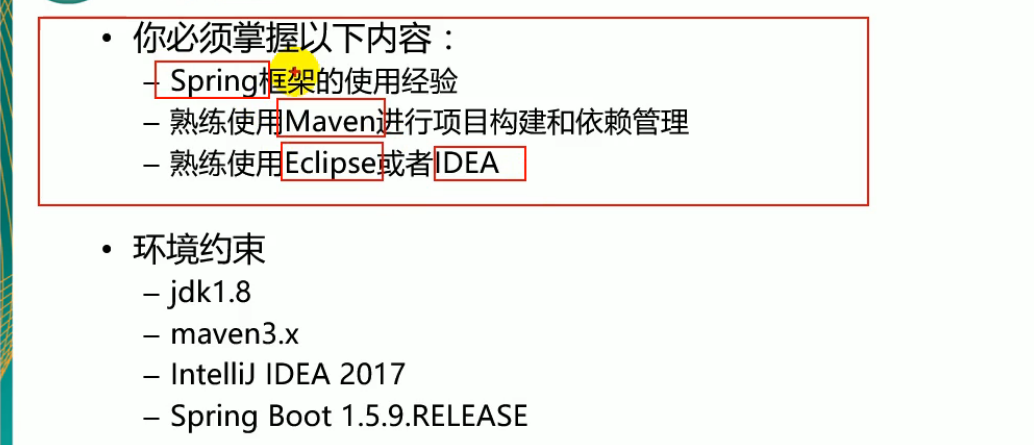 • 你必须掌握以下内容：
– Spring框架的使用经验
– 熟练使用Maven进行项目构建和依赖管理
– 熟练使用Eclipse或者IDEA
• 环境约束
– jdk1.8
– maven3.x
– IntelliJ IDEA 2017
– Spring Boot 1.5.9.RELEASE